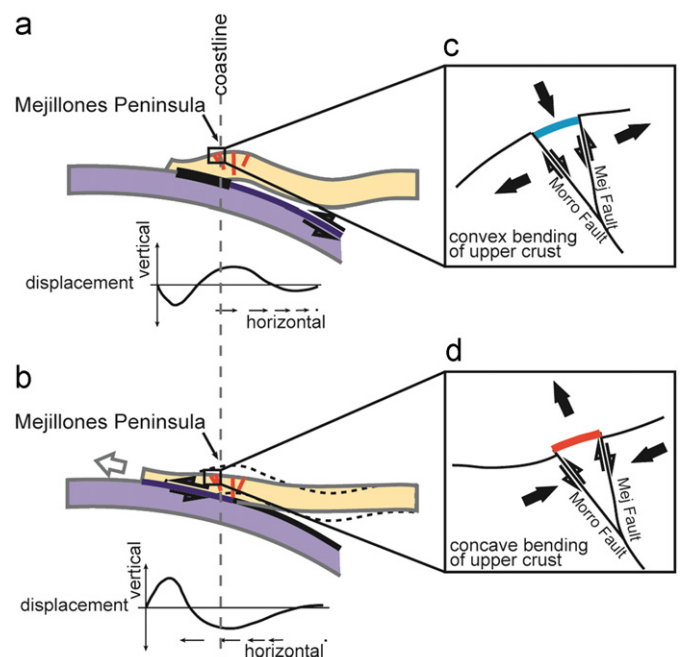 a
coastline
Mejillones Peninsula
vertical
displacement
horizontal
c
Morro Fault
Mej Fault
convex bending
of upper crust
b
Mejillones Peninsula
vertical
displacement
horizontal
d
Morro Fault
Mej Fault
concave bending
of upper crust